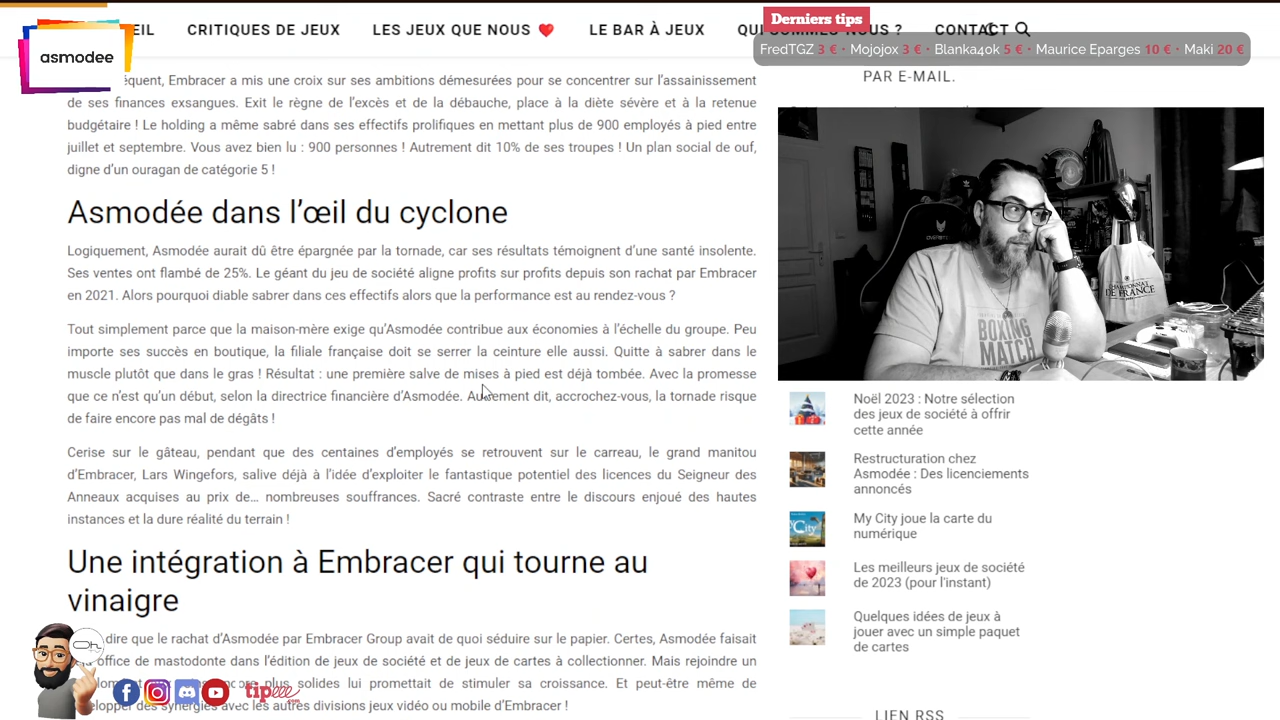 EIL CRITIQUES DE JEUX LES JEUX QUE NOUS ❤ LE BAR À JEUX QUI NOUS ? CONTACT
Derniers tips
FredTGZ 3 € · Mojojox 3 € · Blanka40k 5 € · Maurice Eparges 10 € · Maki 20 €
asmodee
PAR E-MAIL.
équent, Embracer a mis une croix sur ses ambitions démesurées pour se concentrer sur l'assainissement
de ses finances exsangues. Exit le règne de l'excès et de la débauche, place à la diète sévère et à la retenue
budgétaire ! Le holding a même sabré dans ses effectifs prolifiques en mettant plus de 900 employés à pied entre
juillet et septembre. Vous avez bien lu : 900 personnes ! Autrement dit 10% de ses troupes ! Un plan social de ouf,
digne d'un ouragan de catégorie 5 !
Asmodée dans l'œil du cyclone
Logiquement, Asmodée aurait dû être épargnée par la tornade, car ses résultats témoignent d'une santé insolente.
Ses ventes ont flambé de 25%. Le géant du jeu de société aligne profits sur profits depuis son rachat par Embracer
en 2021. Alors pourquoi diable sabrer dans ces effectifs alors que la performance est au rendez-vous ?
Tout simplement parce que la maison-mère exige qu'Asmodée contribue aux économies à l'échelle du groupe. Peu
importe ses succès en boutique, la filiale française doit se serrer la ceinture elle aussi. Quitte à sabrer dans le
muscle plutôt que dans le gras ! Résultat : une première salve de mises à pied est déjà tombée. Avec la promesse
que ce n'est qu'un début, selon la directrice financière d'Asmodée. Autrement dit, accrochez-vous, la tornade risque
de faire encore pas mal de dégâts !
Cerise sur le gâteau, pendant que des centaines d'employés se retrouvent sur le carreau, le grand manitou
d'Embracer, Lars Wingefors, salive déjà à l'idée d'exploiter le fantastique potentiel des licences du Seigneur des
Anneaux acquises au prix de… nombreuses souffrances. Sacré contraste entre le discours enjoué des hautes
instances et la dure réalité du terrain !
Une intégration à Embracer qui tourne au
vinaigre
dire que le rachat d'Asmodée par Embracer Group avait de quoi séduire sur le papier. Certes, Asmodée faisait
office de mastodonte dans l'édition de jeux de société et de jeux de cartes à collectionner. Mais rejoindre un
plus solides lui promettait de stimuler sa croissance. Et peut-être même de
velopper des synergies avec les autres divisions jeux vidéo ou mobile d'Embracer !
tipeee
BOXING
MATCH
CHAMPIONNAT
DE FRANCE
Noël 2023 : Notre sélection
des jeux de société à offrir
cette année
Restructuration chez
Asmodée : Des licenciements
annoncés
My City joue la carte du
numérique
Les meilleurs jeux de société
de 2023 (pour l'instant)
Quelques idées de jeux à
jouer avec un simple paquet
de cartes
LIEN RSS